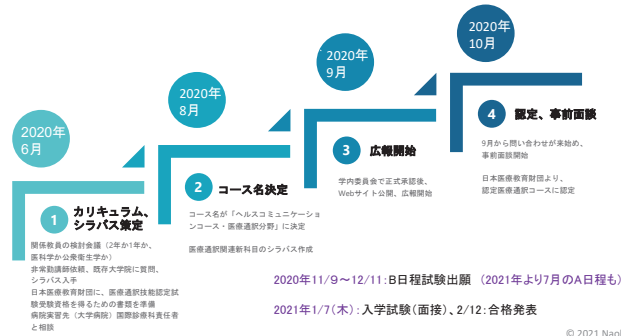 2020年
6月
1
カリキュラム、
シラバス策定
関係教員の検討会議（2年か1年か、
医科学か公衆衛生学か）
非常勤講師依頼、既存大学院に質問、
シラバス入手
日本医療教育財団に、医療通訳技能認定試
験受験資格を得るための書類を準備
病院実習先（大学病院）国際診療科責任者
と相談
2020年
8月
2
コース名決定
コース名が「ヘルスコミュニケーショ
ンコース・医療通訳分野」に決定
医療通訳関連新科目のシラバス作成
2020年
9月
3
広報開始
学内委員会で正式承認後、
Webサイト公開、広報開始
2020年
10月
4
認定、事前面談
9月から問い合わせが来始め、
事前面談開始
日本医療教育財団より、
認定医療通訳コースに認定
2020年11/9～12/11：B日程試験出願 （2021年より7月のA日程も）
2021年1/7（木）：入学試験（面接）、2/12：合格発表
© 2021 Naol